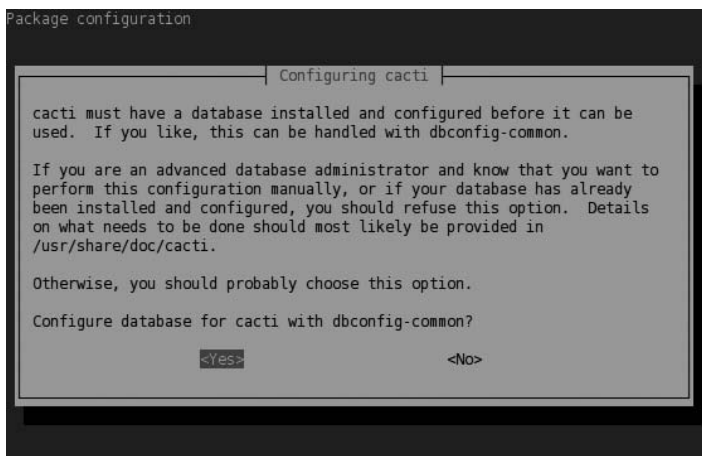 Package configuration
Configuring cacti
cacti must have a database installed and configured before it can be
used.  If you like, this can be handled with dbconfig-common.
If you are an advanced database administrator and know that you want to
perform this configuration manually, or if your database has already
been installed and configured, you should refuse this option.  Details
on what needs to be done should most likely be provided in
/usr/share/doc/cacti.
Otherwise, you should probably choose this option.
Configure database for cacti with dbconfig-common?
<Yes> <No>